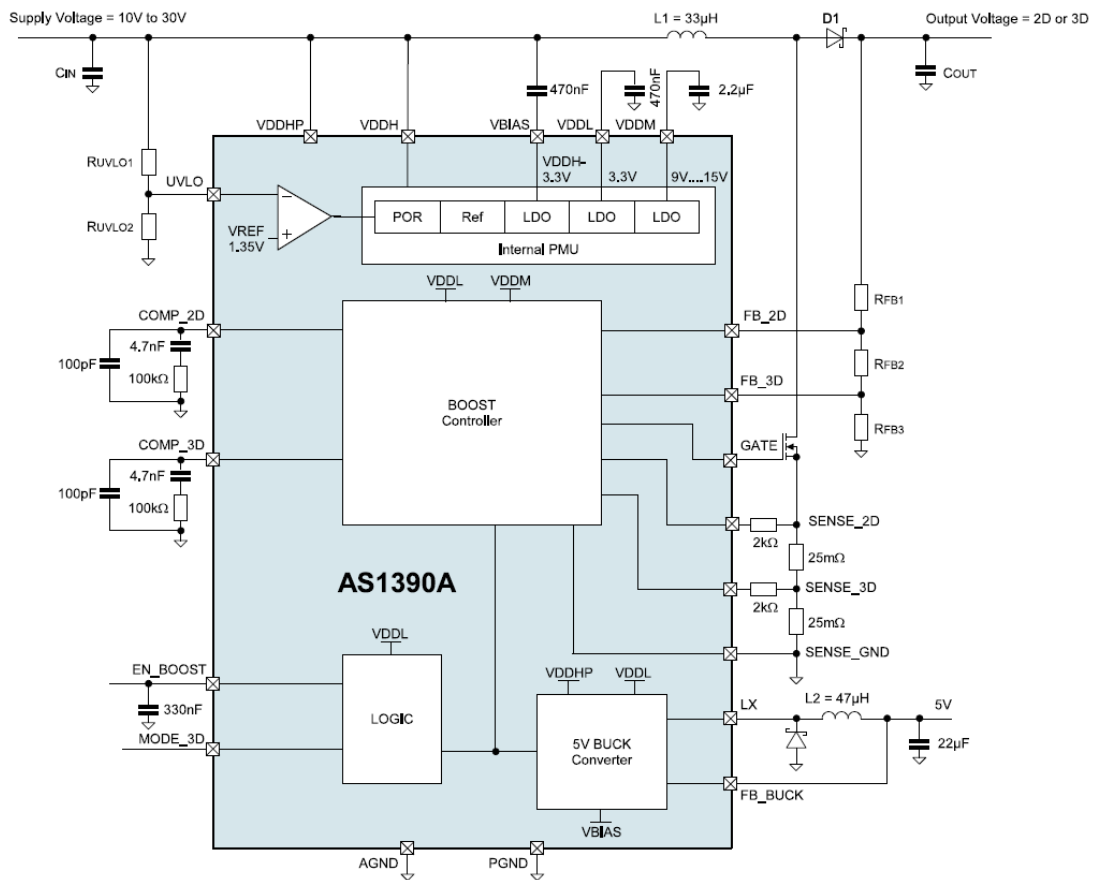 Supply Voltage = 10V to 30V
L1 = 33µH
D1
Output Voltage = 2D or 3D
CIN
COUT
470nF
470nF
2.2µF
VDDHP
VDDH
VBIAS
VDDL
VDDM
RUVLO1
UVLO
RUVLO2
VDDH-
3.3V
3.3V
9V....15V
−
+
VREF
1.35V
POR
Ref
LDO
LDO
LDO
Internal PMU
VDDL
VDDM
COMP_2D
4.7nF
100pF
100kΩ
COMP_3D
4.7nF
100pF
100kΩ
BOOST
Controller
FB_2D
FB_3D
GATE
RFB1
RFB2
RFB3
SENSE_2D
2kΩ
25mΩ
SENSE_3D
2kΩ
25mΩ
SENSE_GND
AS1390A
VDDL
EN_BOOST
330nF
MODE_3D
LOGIC
VDDHP
VDDL
5V BUCK
Converter
VBIAS
LX
L2 = 47µH
5V
22µF
FB_BUCK
AGND
PGND